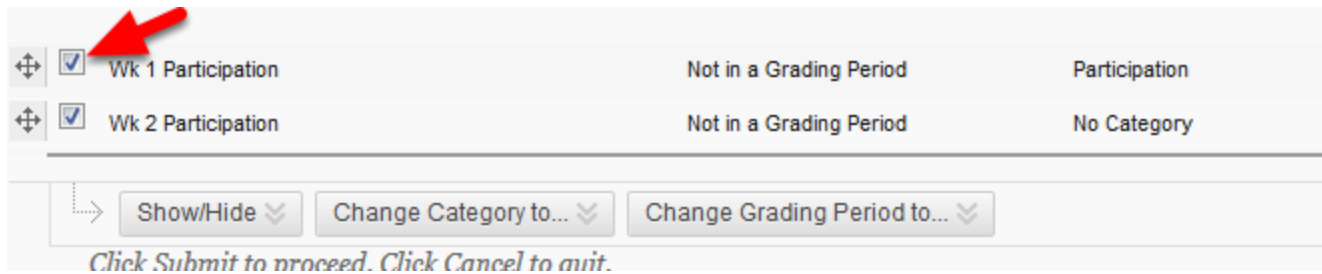 Wk 1 Participation Not in a Grading Period Participation
Wk 2 Participation Not in a Grading Period No Category
Show/Hide Change Category to... Change Grading Period to...
Click Submit to proceed. Click Cancel to quit.